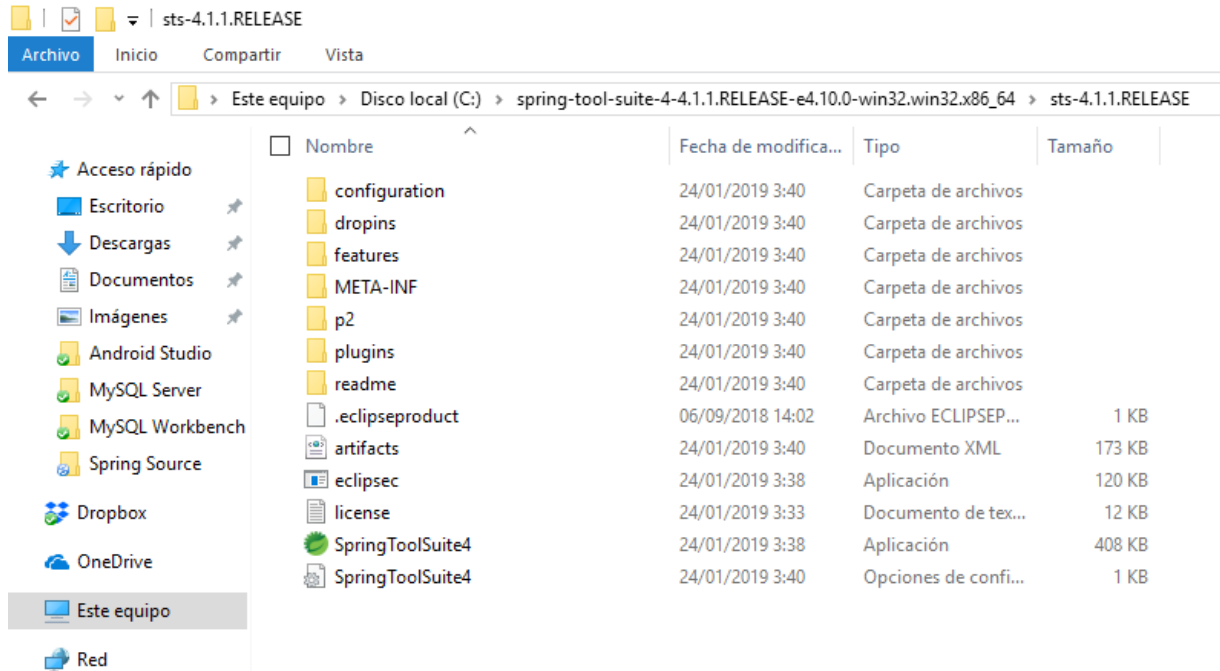 sts-4.1.1.RELEASE
Archivo Inicio Compartir Vista
Este equipo > Disco local (C:) > spring-tool-suite-4-4.1.1.RELEASE-e4.10.0-win32.win32.x86_64 > sts-4.1.1.RELEASE
Nombre Fecha de modifica... Tipo Tamaño
Acceso rápido
Escritorio
Descargas
Documentos
Imágenes
Android Studio
MySQL Server
MySQL Workbench
Spring Source
Dropbox
OneDrive
Este equipo
Red
configuration 24/01/2019 3:40 Carpeta de archivos
dropins 24/01/2019 3:40 Carpeta de archivos
features 24/01/2019 3:40 Carpeta de archivos
META-INF 24/01/2019 3:40 Carpeta de archivos
p2 24/01/2019 3:40 Carpeta de archivos
plugins 24/01/2019 3:40 Carpeta de archivos
readme 24/01/2019 3:40 Carpeta de archivos
.eclipseproduct 06/09/2018 14:02 Archivo ECLIPSEP... 1 KB
artifacts 24/01/2019 3:40 Documento XML 173 KB
eclipsec 24/01/2019 3:38 Aplicación 120 KB
license 24/01/2019 3:33 Documento de tex... 12 KB
SpringToolSuite4 24/01/2019 3:38 Aplicación 408 KB
SpringToolSuite4 24/01/2019 3:40 Opciones de confi... 1 KB